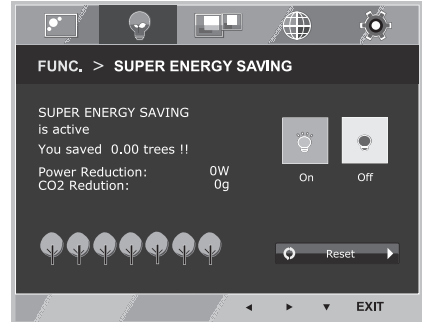 FUNC. > SUPER ENERGY SAVING
SUPER ENERGY SAVING
is active
You saved 0.00 trees !!
Power Reduction: 0W
CO2 Redution: 0g
On Off
Reset
EXIT